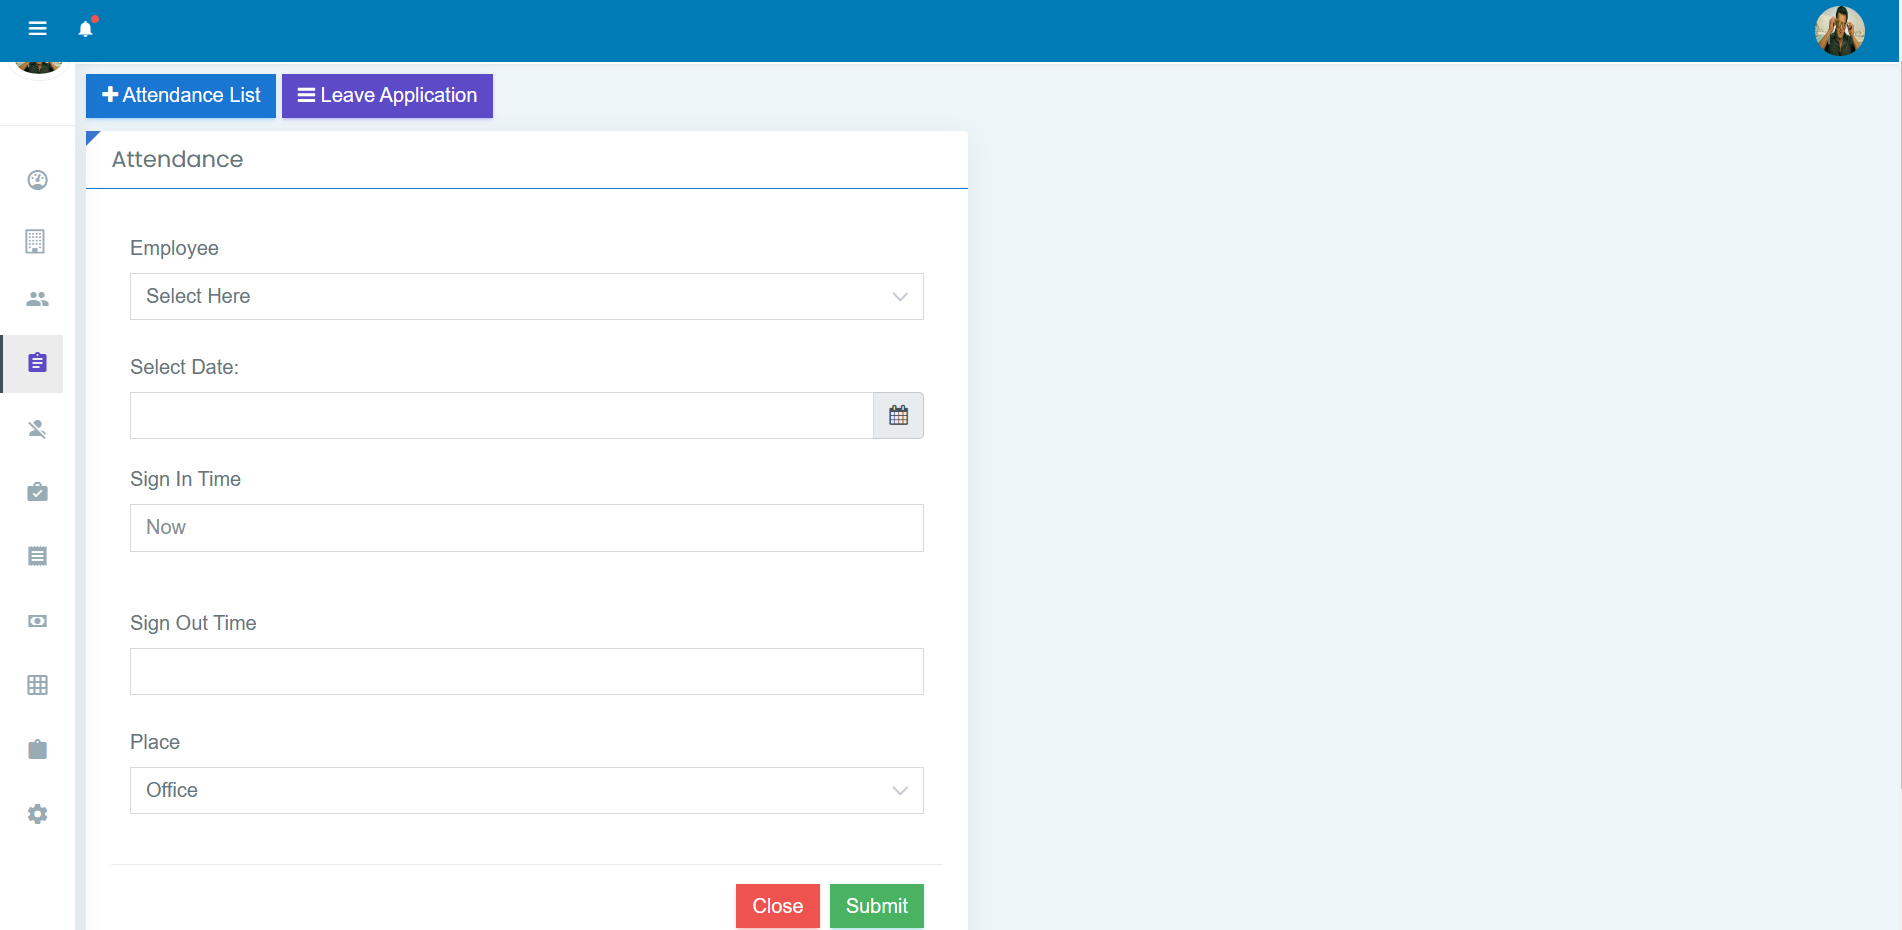 Attendance List
Leave Application
Attendance
Employee
Select Here
Select Date:
Sign In Time
Now
Sign Out Time
Place
Office
Close
Submit